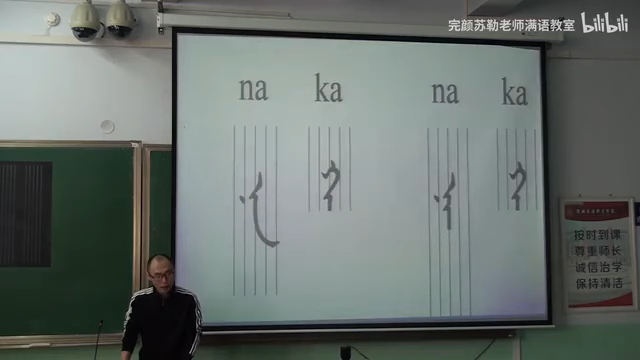 完颜苏勒老师满语教室 bilibili
na ka na ka
ᠨᠠ ᡴᠠ ᠨᠠ ᡴᠠ
按时到课
尊重师长
诚信治学
保持清洁